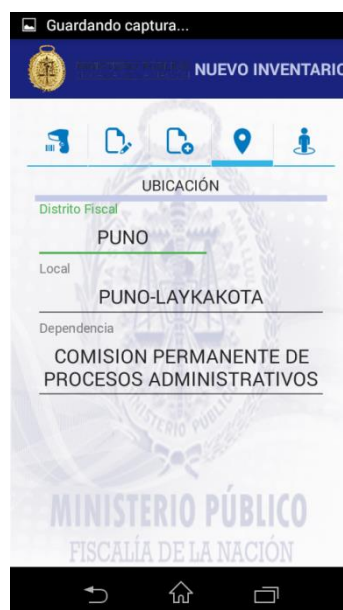 Guardando captura...
NUEVO INVENTARIO
UBICACIÓN
Distrito Fiscal
PUNO
Local
PUNO-LAYKAKOTA
Dependencia
COMISION PERMANENTE DE
PROCESOS ADMINISTRATIVOS
MINISTERIO PÚBLICO
FISCALÍA DE LA NACIÓN